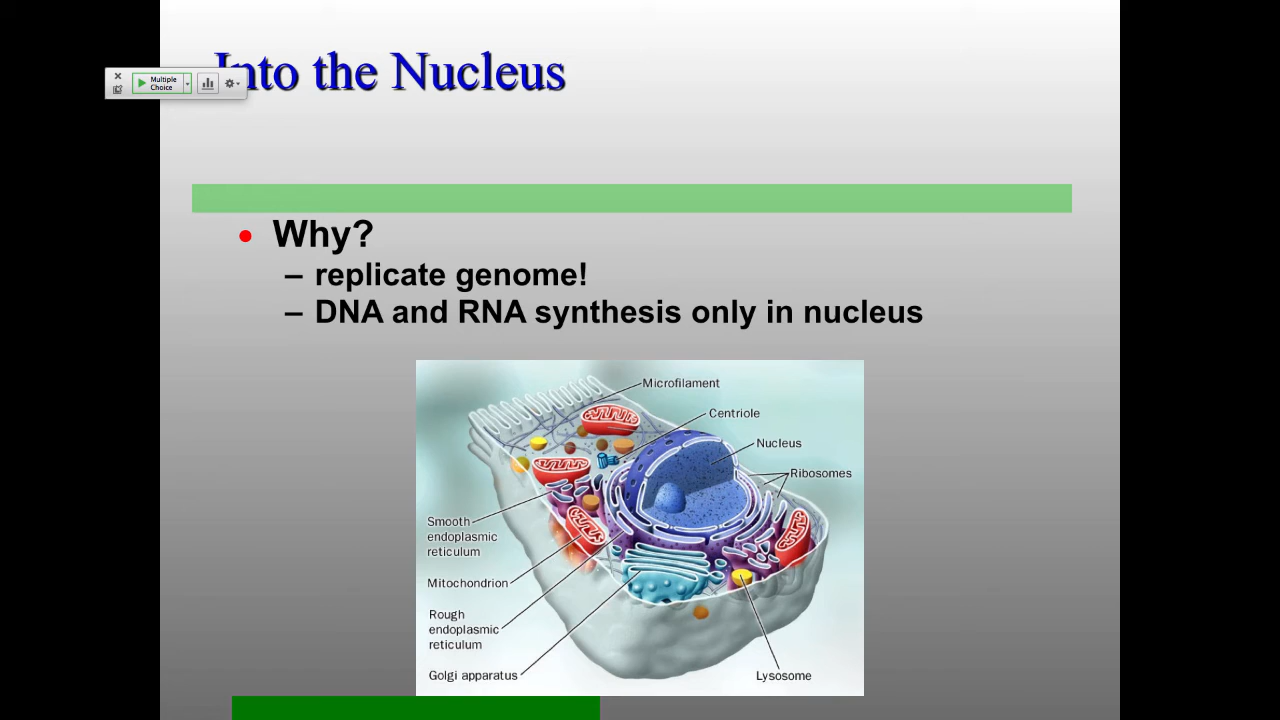 Into the Nucleus
Multiple
Choice
• Why?
– replicate genome!
– DNA and RNA synthesis only in nucleus
Microfilament
Centriole
Nucleus
Ribosomes
Smooth
endoplasmic
reticulum
Mitochondrion
Rough
endoplasmic
reticulum
Golgi apparatus
Lysosome